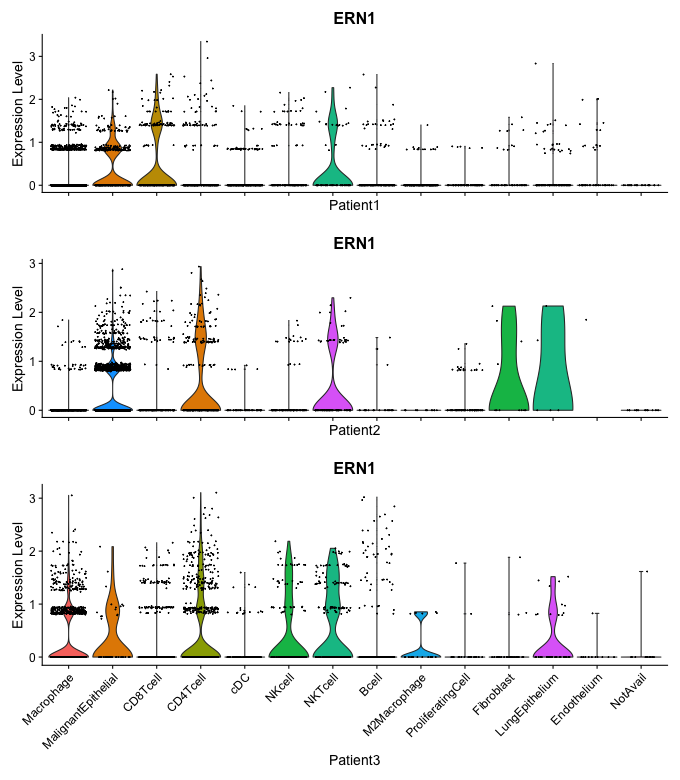 ERN1
Expression Level
3
2
1
0
Patient1
ERN1
Expression Level
3
2
1
0
Patient2
ERN1
Expression Level
3
2
1
0
Macrophage
MalignantEpithelial
CD8Tcell
CD4Tcell
cDC
NKcell
NKTcell
Bcell
M2Macrophage
ProliferatingCell
Fibroblast
LungEpithelium
Endothelium
NotAvail
Patient3